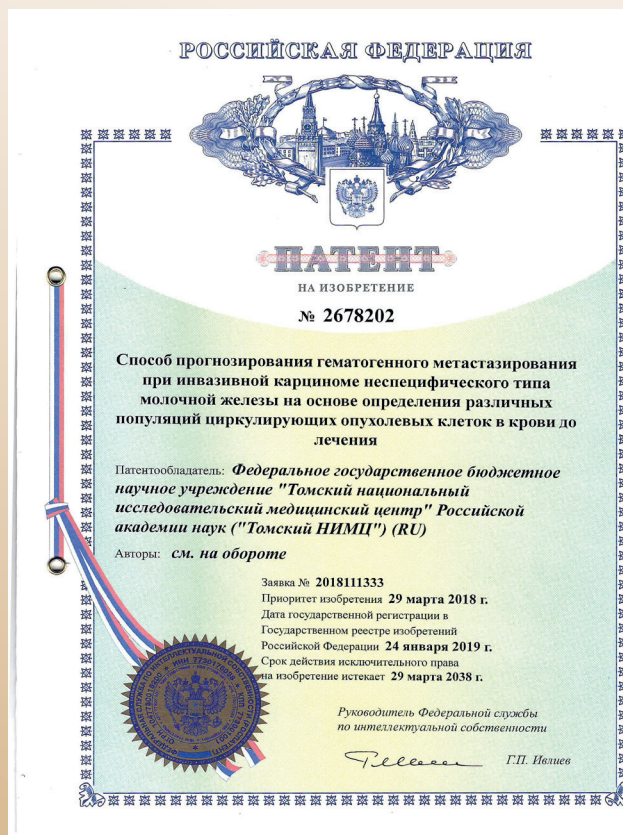 РОССИЙСКАЯ ФЕДЕРАЦИЯ
ПАТЕНТ
НА ИЗОБРЕТЕНИЕ
№ 2678202
Способ прогнозирования гематогенного метастазирования
при инвазивной карциноме неспецифического типа
молочной железы на основе определения различных
популяций циркулирующих опухолевых клеток в крови до
лечения
Патентообладатель: Федеральное государственное бюджетное
научное учреждение "Томский национальный
исследовательский медицинский центр" Российской
академии наук ("Томский НИМЦ") (RU)
Авторы: см. на обороте
Заявка № 2018111333
Приоритет изобретения 29 марта 2018 г.
Дата государственной регистрации в
Государственном реестре изобретений
Российской Федерации 24 января 2019 г.
Срок действия исключительного права
на изобретение истекает 29 марта 2038 г.
Руководитель Федеральной службы
по интеллектуальной собственности
Г.П. Ивлиев